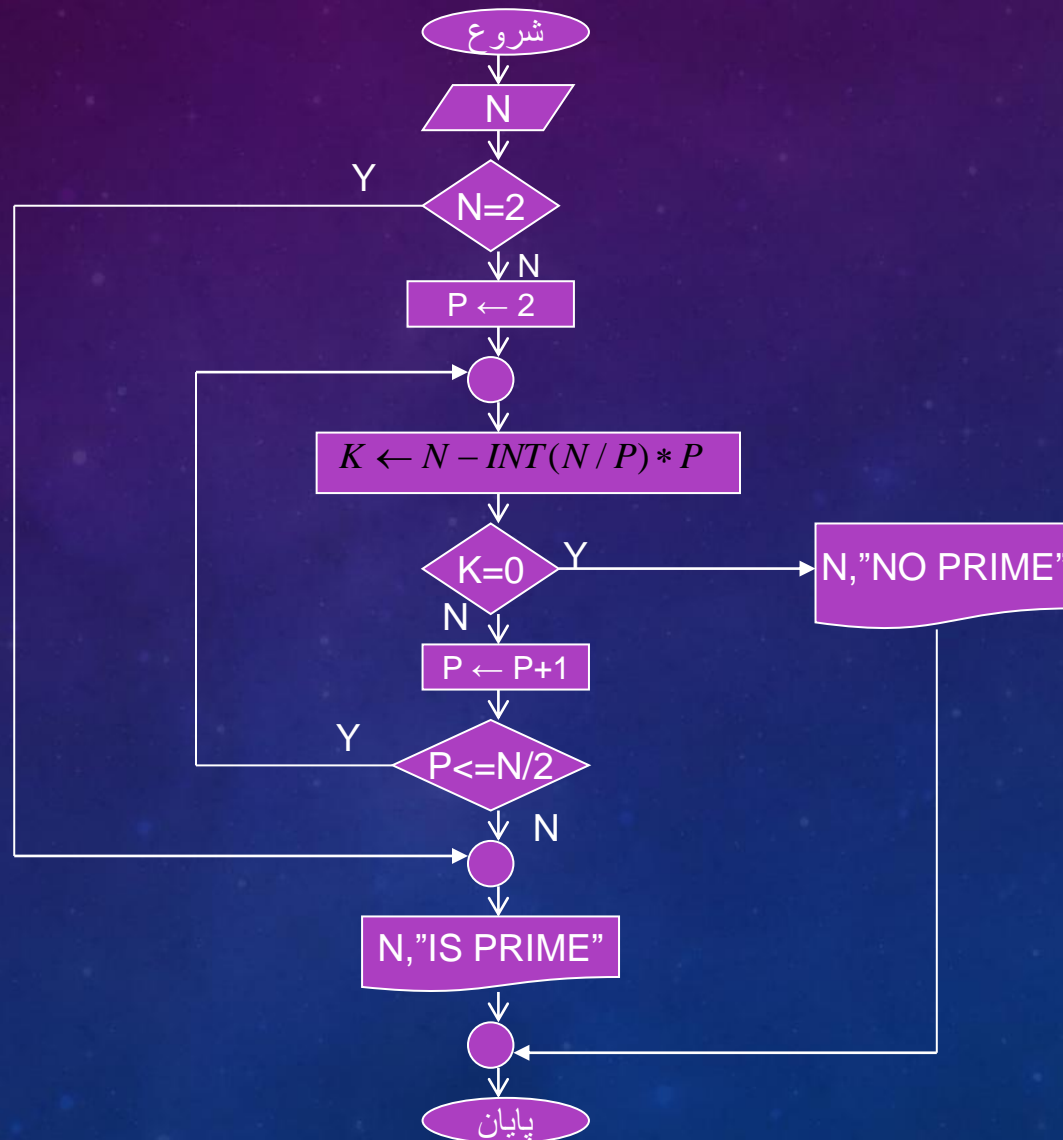 شروع
N
Y
N=2
N
P ← 2
K ← N – INT(N / P) * P
K=0
Y
N,”NO PRIME”
N
P ← P+1
Y
P<=N/2
N
N,”IS PRIME”
پایان